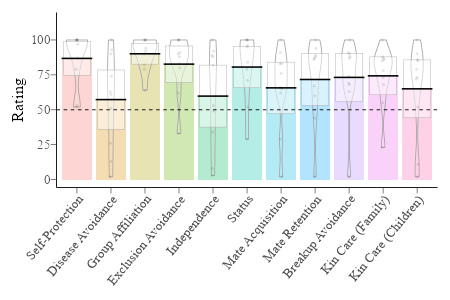 Rating
100
75
50
25
0
Self-Protection
Disease Avoidance
Group Affiliation
Exclusion Avoidance
Independence
Status
Mate Acquisition
Mate Retention
Breakup Avoidance
Kin Care (Family)
Kin Care (Children)